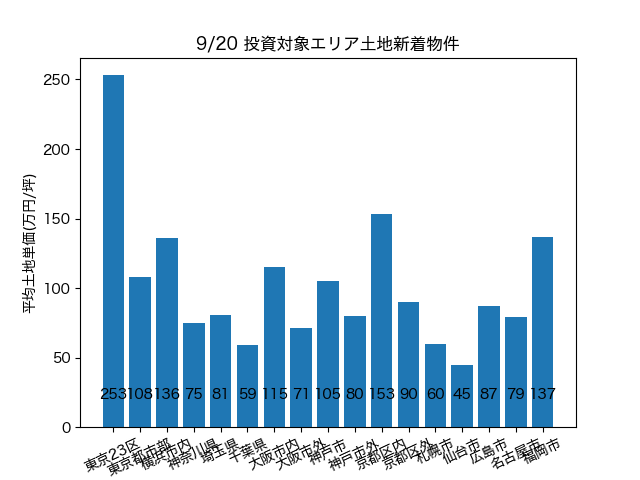 9/20 投資対象エリア土地新着物件
平均土地単価(万円/坪)
250
200
150
100
50
0
253 108 136 75 81 59 115 71 105 80 153 90 60 45 87 79 137
東京23区 東京都市部 横浜市内 神奈川県 埼玉県 千葉県 大阪市内 大阪市外 神戸市 神戸市外 京都区内 京都区外 札幌市 仙台市 広島市 名古屋市 福岡市